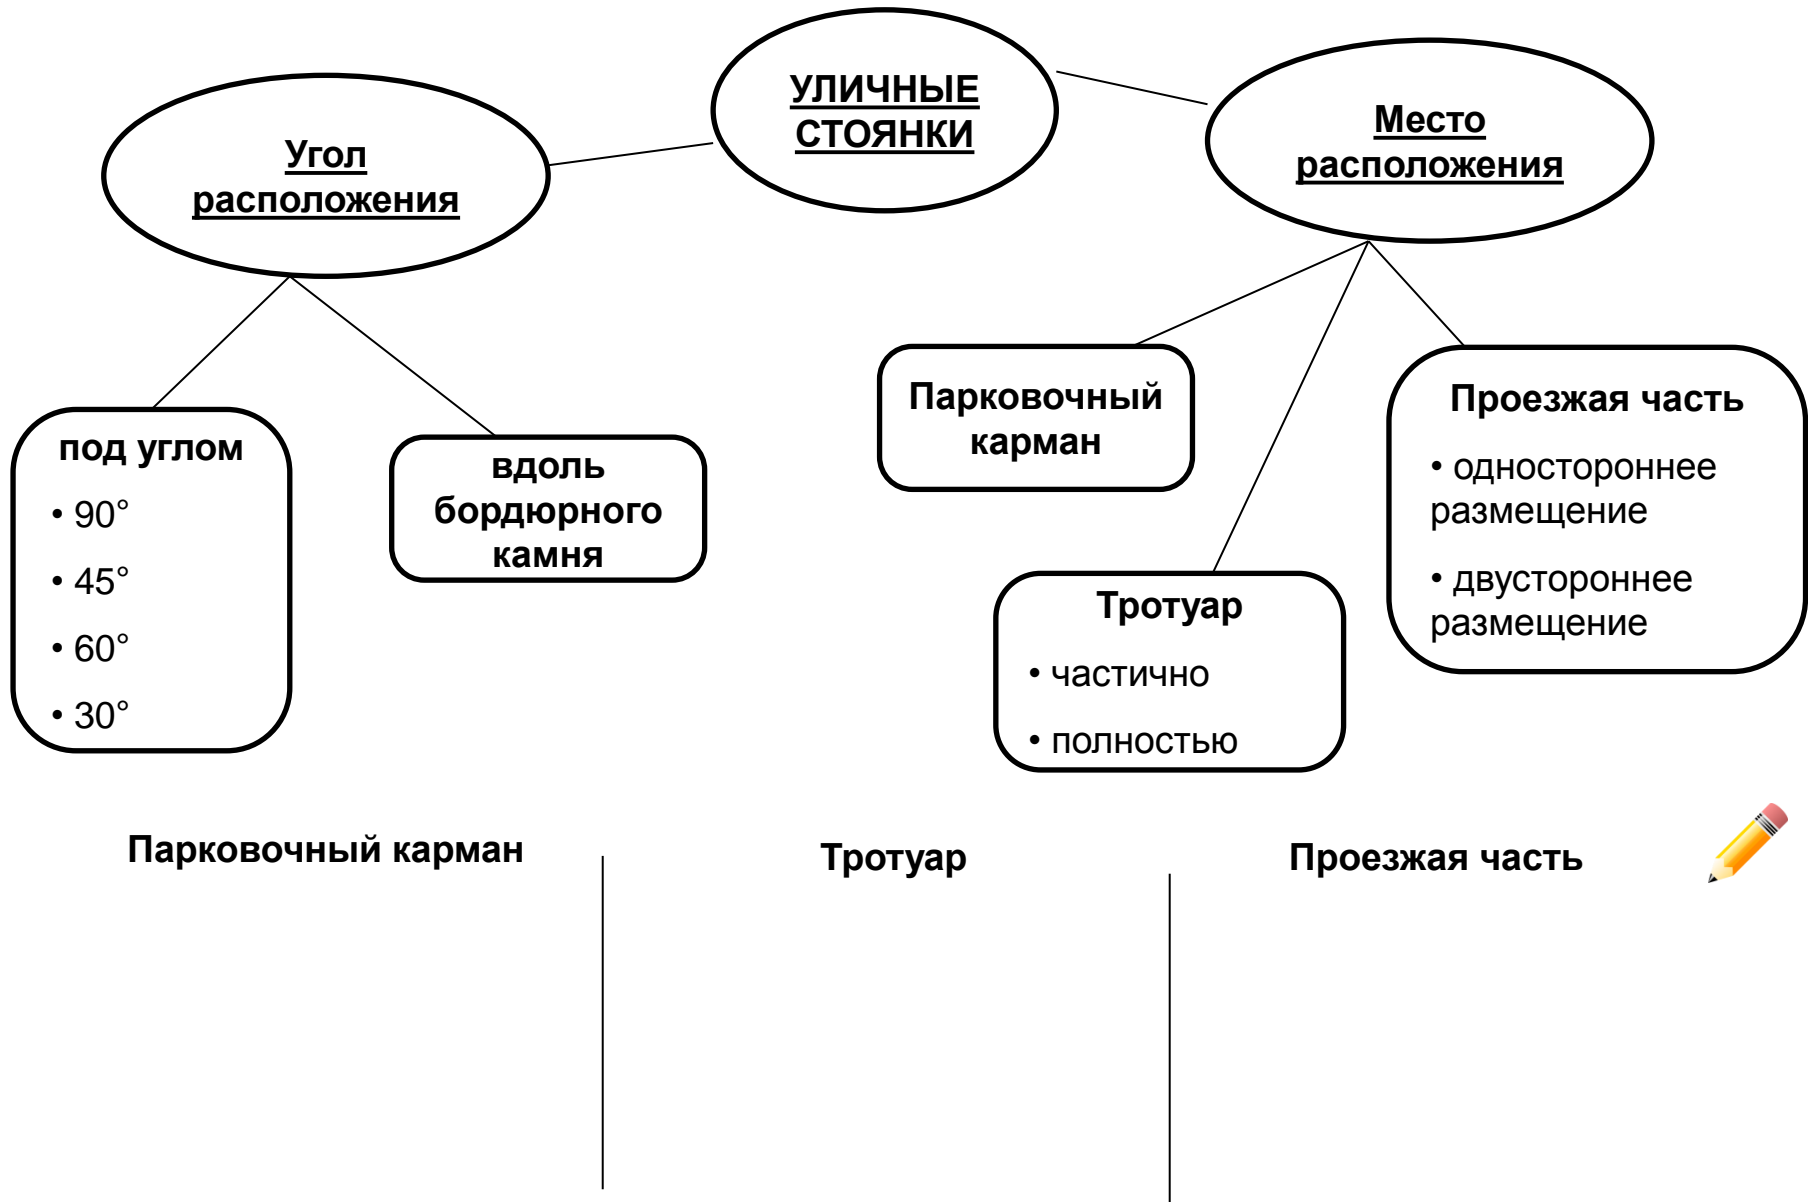 УЛИЧНЫЕ
СТОЯНКИ
Угол
расположения
Место
расположения
под углом
• 90°
• 45°
• 60°
• 30°
вдоль
бордюрного
камня
Парковочный
карман
Тротуар
• частично
• полностью
Проезжая часть
• одностороннее
размещение
• двустороннее
размещение
Парковочный карман
Тротуар
Проезжая часть